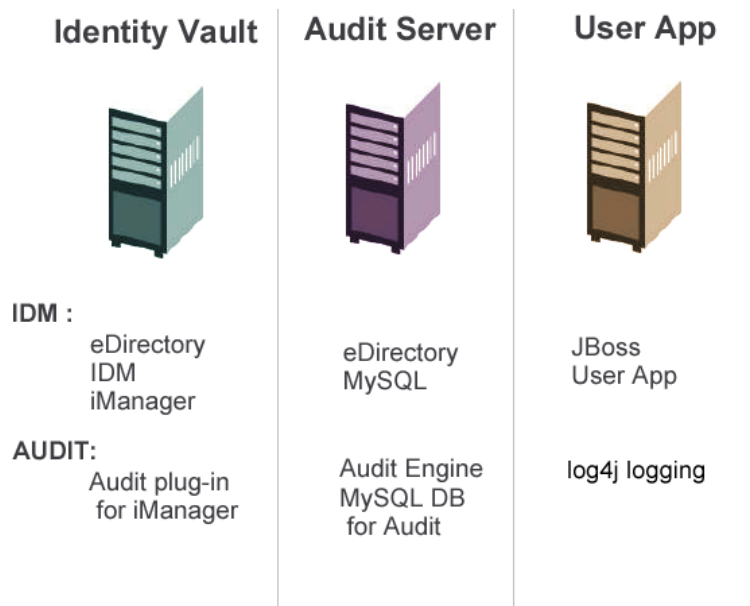 Identity Vault
Audit Server
User App
IDM :
eDirectory
IDM
iManager
eDirectory
MySQL
JBoss
User App
AUDIT:
Audit plug-in
for iManager
Audit Engine
MySQL DB
for Audit
log4j logging